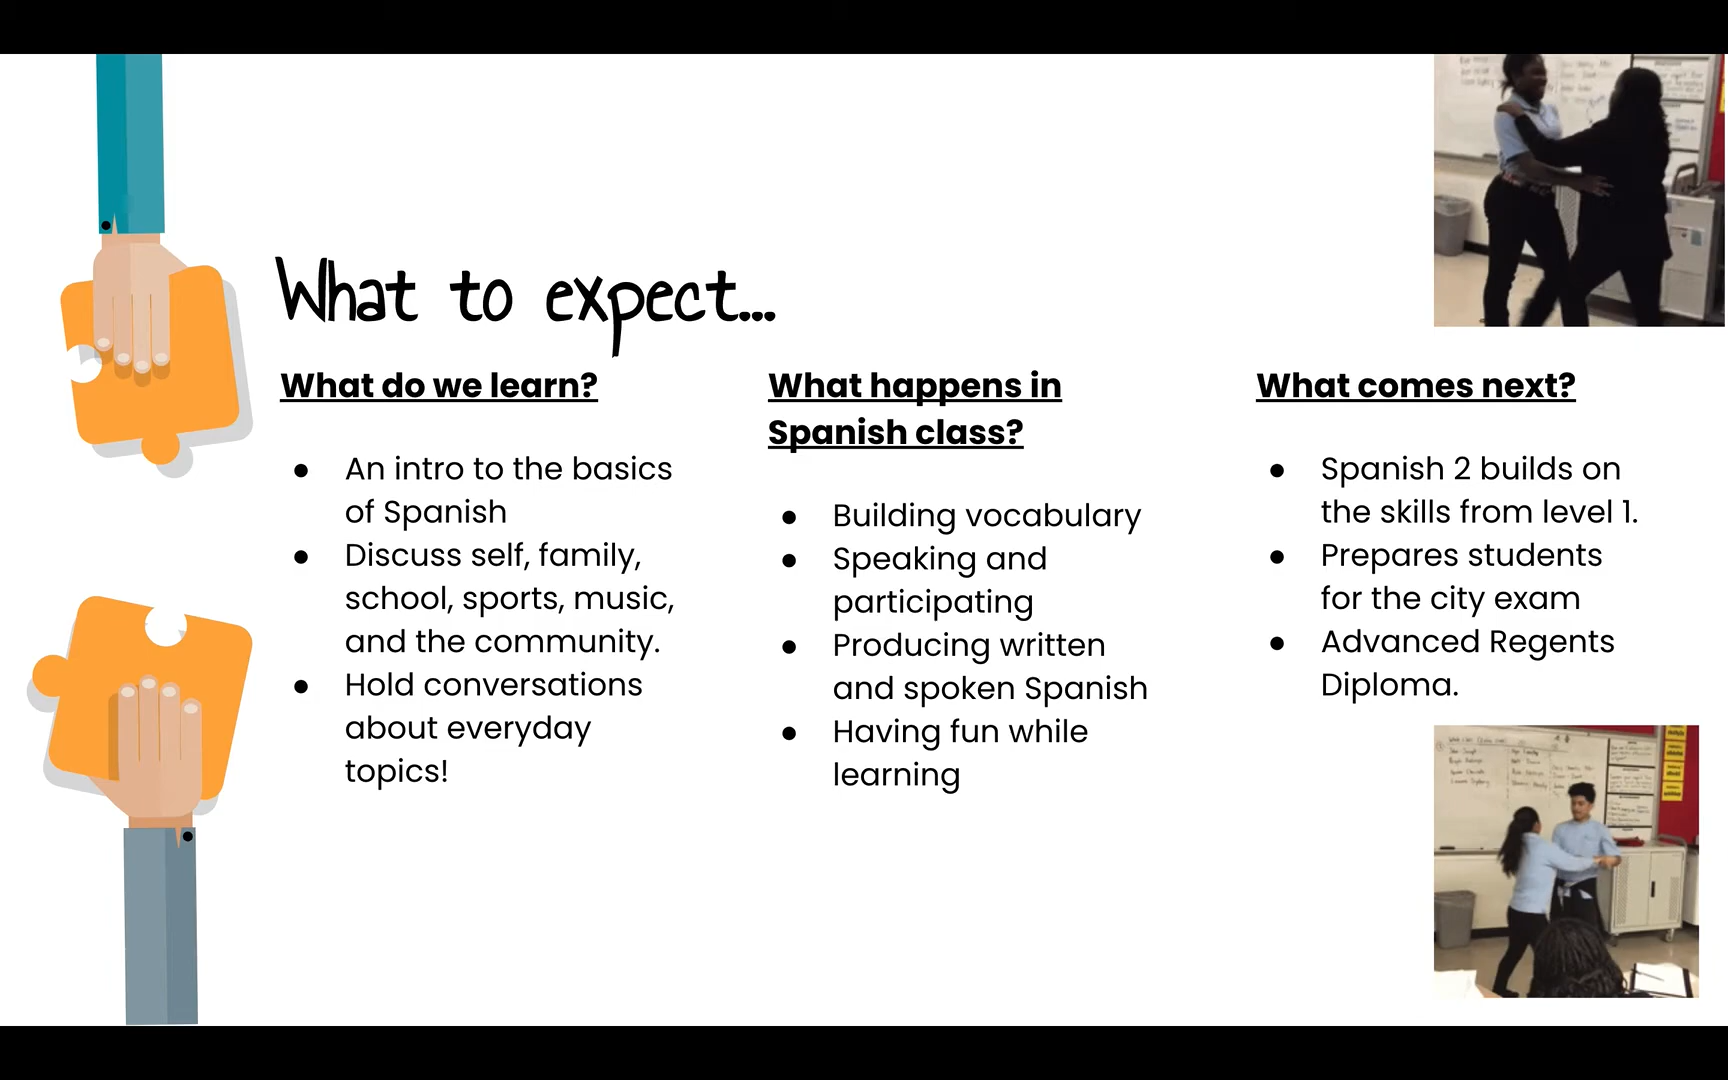 What to expect...
What do we learn?
● An intro to the basics
of Spanish
● Discuss self, family,
school, sports, music,
and the community.
● Hold conversations
about everyday
topics!
What happens in
Spanish class?
● Building vocabulary
● Speaking and
participating
● Producing written
and spoken Spanish
● Having fun while
learning
What comes next?
● Spanish 2 builds on
the skills from level 1.
● Prepares students
for the city exam
● Advanced Regents
Diploma.